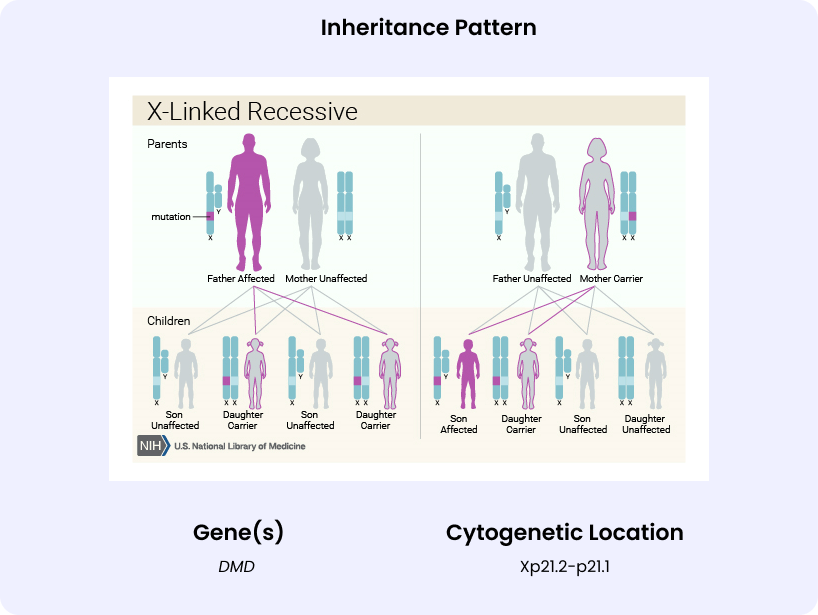 Inheritance Pattern
X-Linked Recessive
Parents
mutation
Y
X
X X
Y
X
X X
Father Affected
Mother Unaffected
Father Unaffected
Mother Carrier
Children
Y
X
X X
Y
X
X X
Y
X
X X
Y
X
X X
Son
Unaffected
Daughter
Carrier
Son
Unaffected
Daughter
Carrier
Son
Affected
Daughter
Carrier
Son
Unaffected
Daughter
Unaffected
NIH U.S. National Library of Medicine
Gene(s)
DMD
Cytogenetic Location
Xp21.2-p21.1